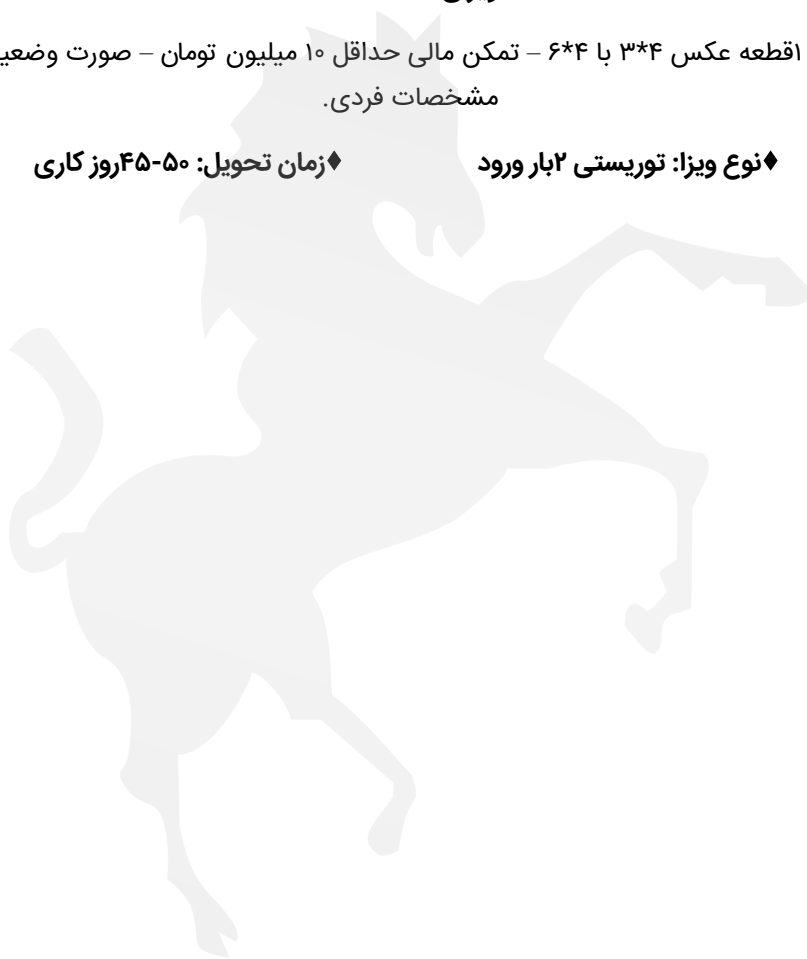 ۱قطعه عکس ۴*۳ با ۴*۶ – تمکن مالی حداقل ۱۰ میلیون تومان – صورت
مشخصات فردی.
♦نوع ویزا: توریستی ۲بار ورود ♦زمان تحویل: ۵۰-۴۵روز کاری